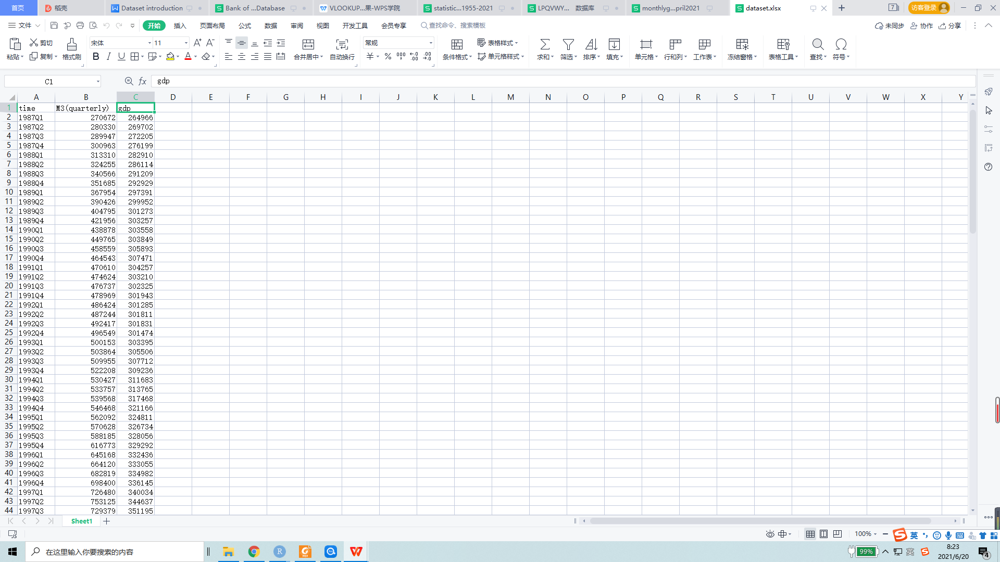 首页 稻壳 Dataset introduction Bank of ...Database VLOOKUP...果-WPS学院 statistic...1955-2021 LPQVWY... 数据库 monthlyg...pril2021 dataset.xlsx 7 访客登录
文件 开始 插入 页面布局 公式 数据 审阅 视图 开发工具 会员专享 查找命令、搜索模板 未同步 协作 分享
粘贴 剪切 复制 格式刷 宋体 11 合并居中 自动换行 常规 条件格式 表格样式 单元格样式 求和 筛选 排序 填充 单元格 行和列 工作表 冻结窗格 表格工具 查找 符号
C1 fx gdp
A B C D E F G H I J K L M N O P Q R S T U V W X Y
1 time M3(quarterly) gdp
2 1987Q1 270672 264966
3 1987Q2 280330 269702
4 1987Q3 289947 272205
5 1987Q4 300963 276199
6 1988Q1 313310 282910
7 1988Q2 324255 286114
8 1988Q3 340566 291209
9 1988Q4 351685 292929
10 1989Q1 367954 297391
11 1989Q2 390426 299952
12 1989Q3 404795 301273
13 1989Q4 421956 303257
14 1990Q1 438878 303558
15 1990Q2 449765 303849
16 1990Q3 458559 305893
17 1990Q4 464543 307471
18 1991Q1 470610 304257
19 1991Q2 474624 303210
20 1991Q3 476737 302325
21 1991Q4 478969 301943
22 1992Q1 486424 301285
23 1992Q2 487244 301811
24 1992Q3 492417 301831
25 1992Q4 496549 301474
26 1993Q1 500153 303395
27 1993Q2 503864 305506
28 1993Q3 509955 307712
29 1993Q4 522208 309236
30 1994Q1 530427 311683
31 1994Q2 533757 313765
32 1994Q3 539568 317468
33 1994Q4 546468 321166
34 1995Q1 562092 324811
35 1995Q2 570628 326734
36 1995Q3 588185 328056
37 1995Q4 616773 329292
38 1996Q1 645168 332436
39 1996Q2 664120 333055
40 1996Q3 682819 334982
41 1996Q4 698400 336145
42 1997Q1 726480 340034
43 1997Q2 753125 344637
44 1997Q3 729379 351195
Sheet1
100% 英
在这里输入你要搜索的内容 99% 英 8:23
2021/6/20 4